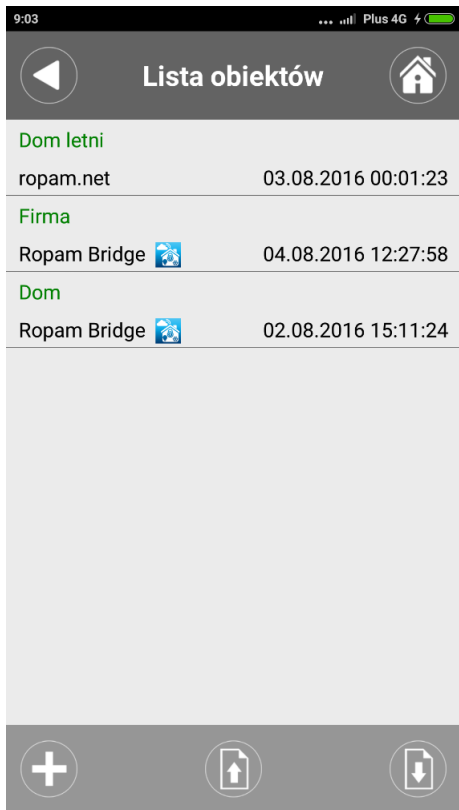 9:03 Plus 4G
Lista obiektów
Dom letni
ropam.net 03.08.2016 00:01:23
Firma
Ropam Bridge 04.08.2016 12:27:58
Dom
Ropam Bridge 02.08.2016 15:11:24